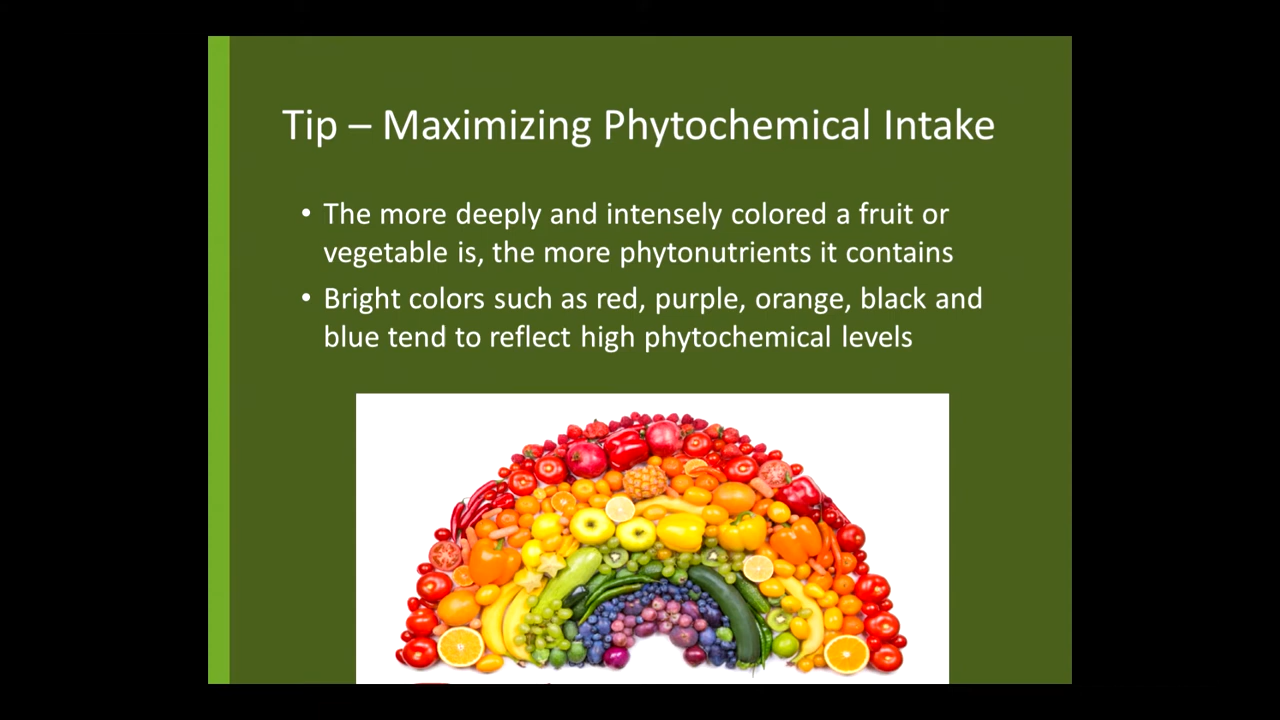 Tip – Maximizing Phytochemical Intake
• The more deeply and intensely colored a fruit or
vegetable is, the more phytonutrients it contains
• Bright colors such as red, purple, orange, black and
blue tend to reflect high phytochemical levels